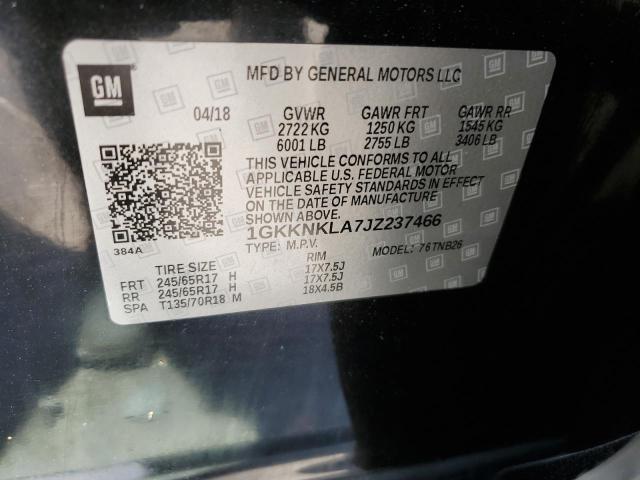 GM
MFD BY GENERAL MOTORS LLC
04/18 GVWR GAWR FRT GAWR RR
2722 KG 1250 KG 1545 KG
6001 LB 2755 LB 3406 LB
THIS VEHICLE CONFORMS TO ALL
APPLICABLE U.S. FEDERAL MOTOR
VEHICLE SAFETY STANDARDS IN EFFECT
ON THE DATE OF MANUFACTURE
SHOWN ABOVE.
1GKKNKLA7JZ237466
384A TYPE: M.P.V. MODEL: 76TNB26
TIRE SIZE RIM
FRT 245/65R17 H 17X7.5J
RR 245/65R17 H 17X7.5J
SPA T135/70R18 M 18X4.5B